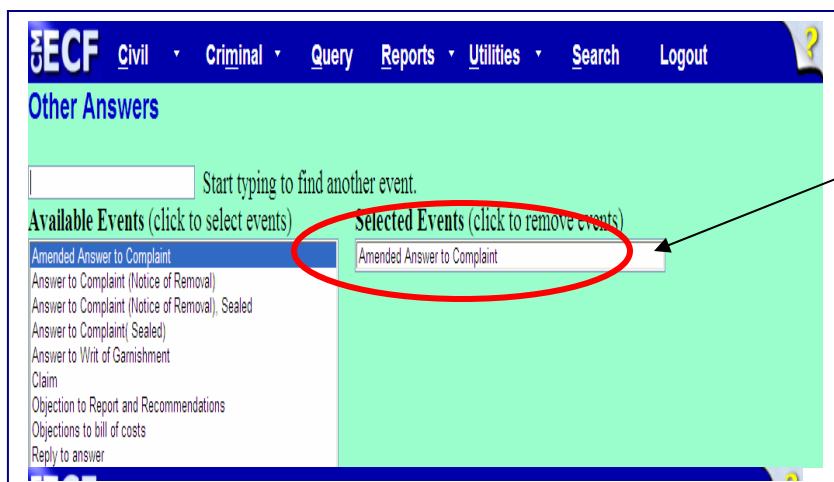 CM ECF Civil Criminal Query Reports Utilities Search Logout ?
Other Answers
Start typing to find another event.
Available Events (click to select events) Selected Events (click to remove events)
Amended Answer to Complaint Amended Answer to Complaint
Answer to Complaint (Notice of Removal)
Answer to Complaint (Notice of Removal), Sealed
Answer to Complaint( Sealed)
Answer to Writ of Garnishment
Claim
Objection to Report and Recommendations
Objections to bill of costs
Reply to answer